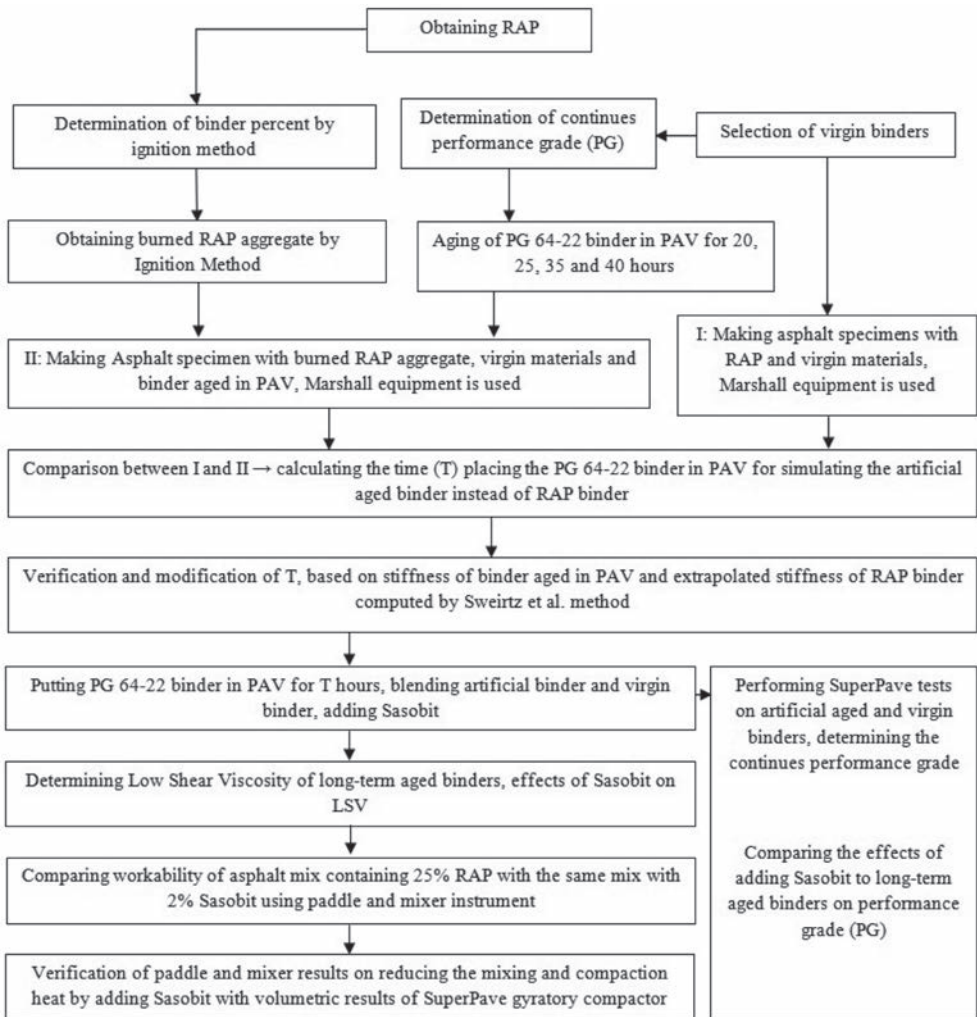 Obtaining RAP
Determination of binder percent by
ignition method
Determination of continues
performance grade (PG)
Selection of virgin binders
Obtaining burned RAP aggregate by
Ignition Method
Aging of PG 64-22 binder in PAV for 20,
25, 35 and 40 hours
II: Making Asphalt specimen with burned RAP aggregate, virgin materials and
binder aged in PAV, Marshall equipment is used
I: Making asphalt specimens with
RAP and virgin materials,
Marshall equipment is used
Comparison between I and II → calculating the time (T) placing the PG 64-22 binder in PAV for simulating the artificial
aged binder instead of RAP binder
Verification and modification of T, based on stiffness of binder aged in PAV and extrapolated stiffness of RAP binder
computed by Sweirtz et al. method
Putting PG 64-22 binder in PAV for T hours, blending artificial binder and virgin
binder, adding Sasobit
Performing SuperPave tests
on artificial aged and virgin
binders, determining the
continues performance grade
Comparing the effects of
adding Sasobit to long-term
aged binders on performance
grade (PG)
Determining Low Shear Viscosity of long-term aged binders, effects of Sasobit on
LSV
Comparing workability of asphalt mix containing 25% RAP with the same mix with
2% Sasobit using paddle and mixer instrument
Verification of paddle and mixer results on reducing the mixing and compaction
heat by adding Sasobit with volumetric results of SuperPave gyratory compactor